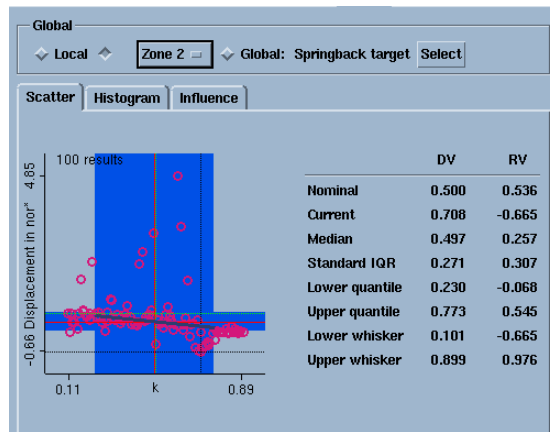 Global
Local Zone 2 Global: Springback target Select
Scatter Histogram Influence
100 results
4.85
Displacement in nor"
-0.66
0.11 k 0.89
DV RV
Nominal 0.500 0.536
Current 0.708 -0.665
Median 0.497 0.257
Standard IQR 0.271 0.307
Lower quantile 0.230 -0.068
Upper quantile 0.773 0.545
Lower whisker 0.101 -0.665
Upper whisker 0.899 0.976